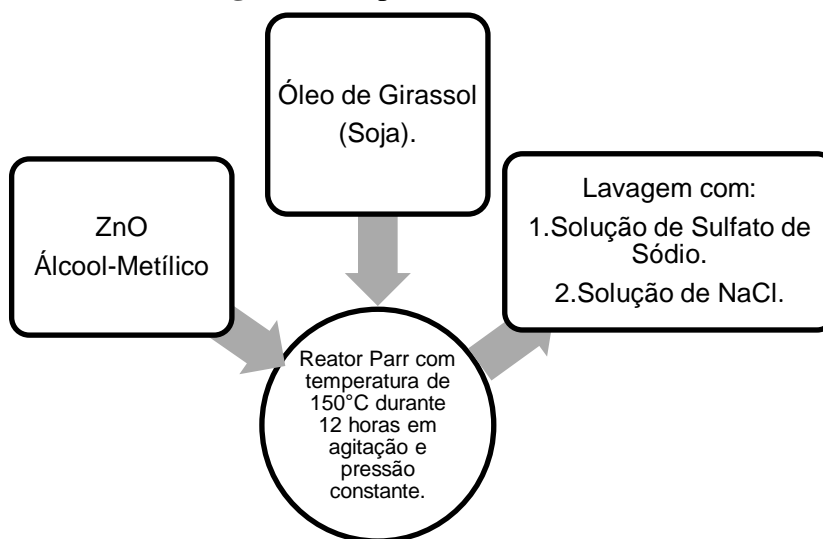 Óleo de Girassol
(Soja).
ZnO
Álcool-Metílico
Lavagem com:
1.Solução de Sulfato de
Sódio.
2.Solução de NaCl.
Reator Parr com
temperatura de
150°C durante
12 horas em
agitação e
pressão
constante.